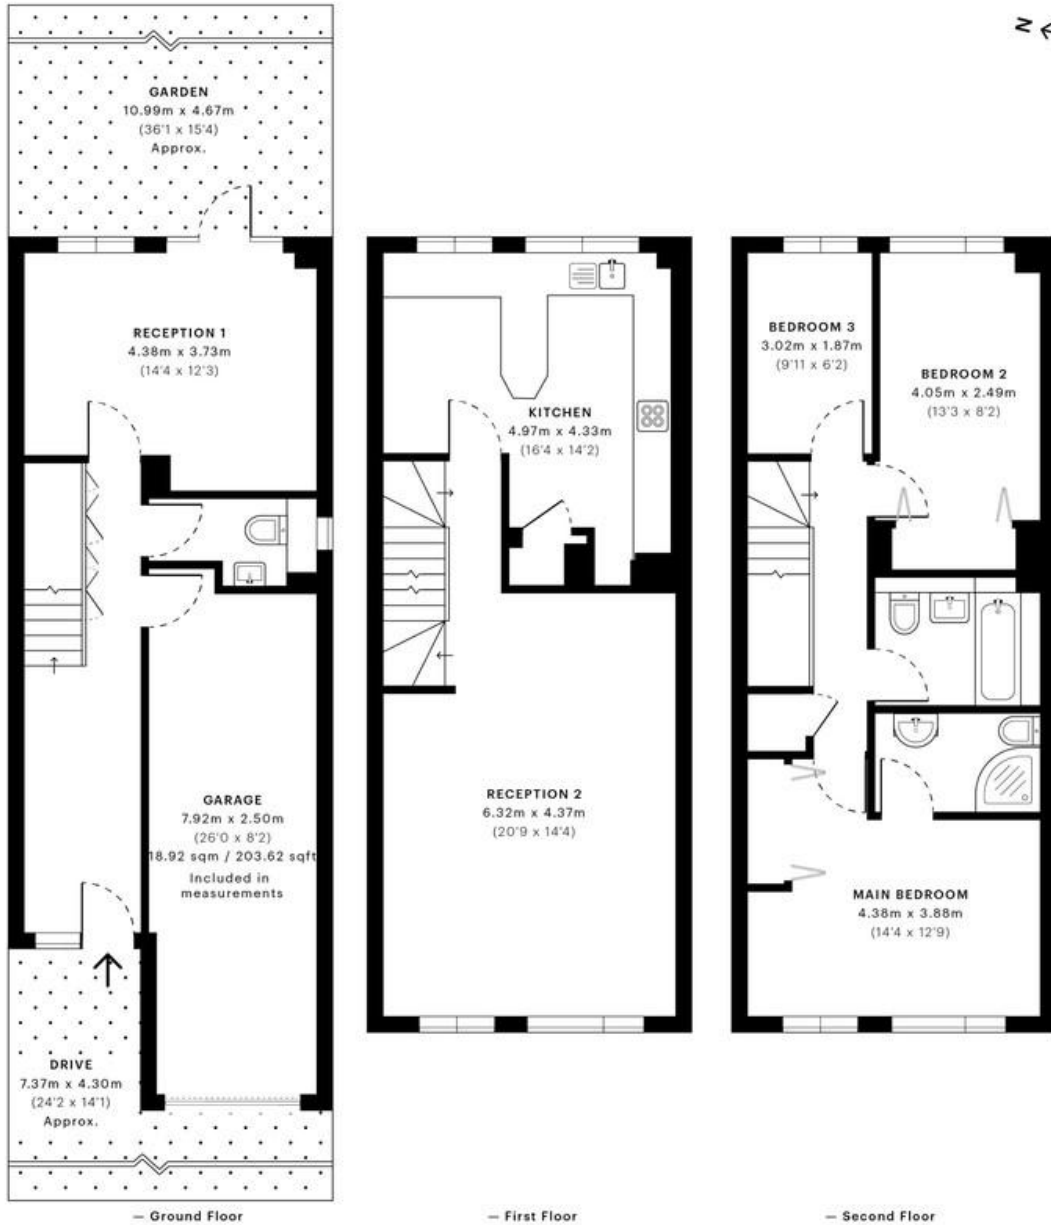 N
GARDEN
10.99m x 4.67m
(36'1 x 15'4)
Approx.
RECEPTION 1
4.38m x 3.73m
(14'4 x 12'3)
GARAGE
7.92m x 2.50m
(26'0 x 8'2)
18.92 sqm / 203.62 sqft
Included in
measurements
DRIVE
7.37m x 4.30m
(24'2 x 14'1)
Approx.
— Ground Floor
KITCHEN
4.97m x 4.33m
(16'4 x 14'2)
RECEPTION 2
6.32m x 4.37m
(20'9 x 14'4)
— First Floor
BEDROOM 3
3.02m x 1.87m
(9'11 x 6'2)
BEDROOM 2
4.05m x 2.49m
(13'3 x 8'2)
MAIN BEDROOM
4.38m x 3.88m
(14'4 x 12'9)
— Second Floor